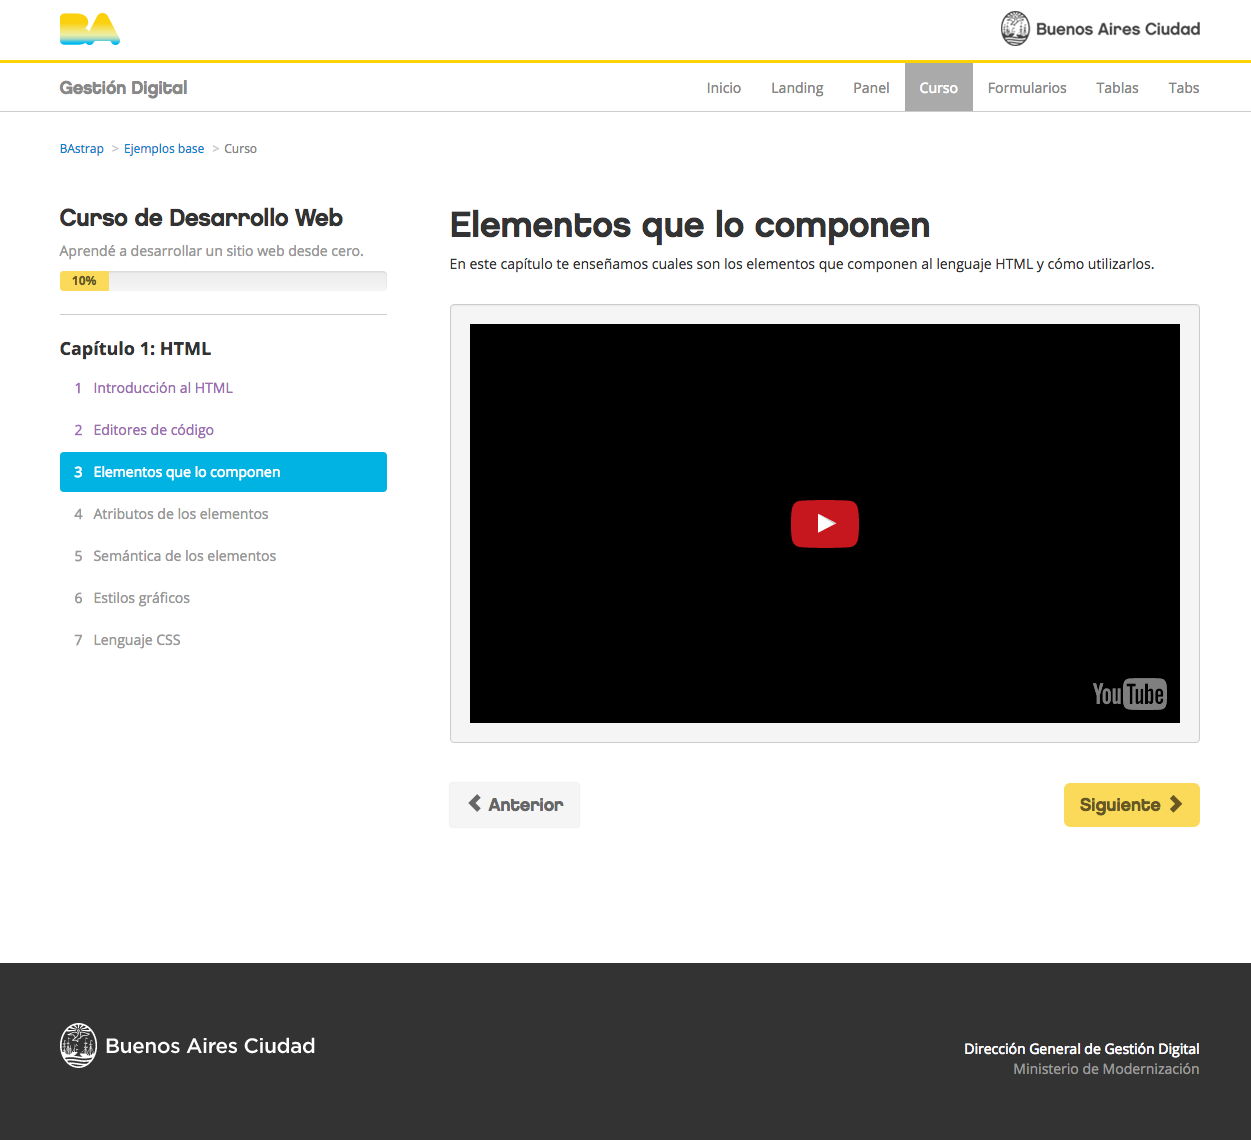 BA
Buenos Aires Ciudad
Gestión Digital
Inicio Landing Panel Curso Formularios Tablas Tabs
BAstrap > Ejemplos base > Curso
Curso de Desarrollo Web
Aprendé a desarrollar un sitio web desde cero.
10%
Capítulo 1: HTML
1 Introducción al HTML
2 Editores de código
3 Elementos que lo componen
4 Atributos de los elementos
5 Semántica de los elementos
6 Estilos gráficos
7 Lenguaje CSS
Elementos que lo componen
En este capítulo te enseñamos cuales son los elementos que componen al lenguaje HTML y cómo utilizarlos.
YouTube
Anterior
Siguiente
Buenos Aires Ciudad
Dirección General de Gestión Digital
Ministerio de Modernización